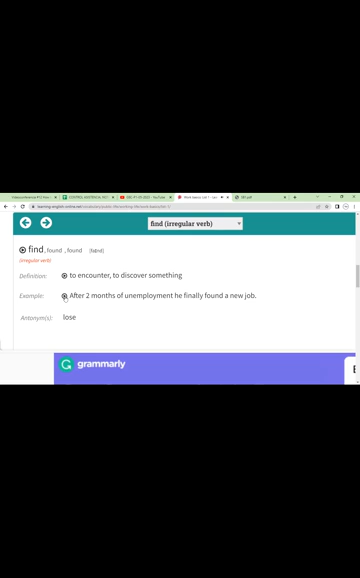 find (irregular verb)
find, found , found [faɪnd]
(irregular verb)
Definition: to encounter, to discover something
Example: After 2 months of unemployment he finally found a new job.
Antonym(s): lose
grammarly